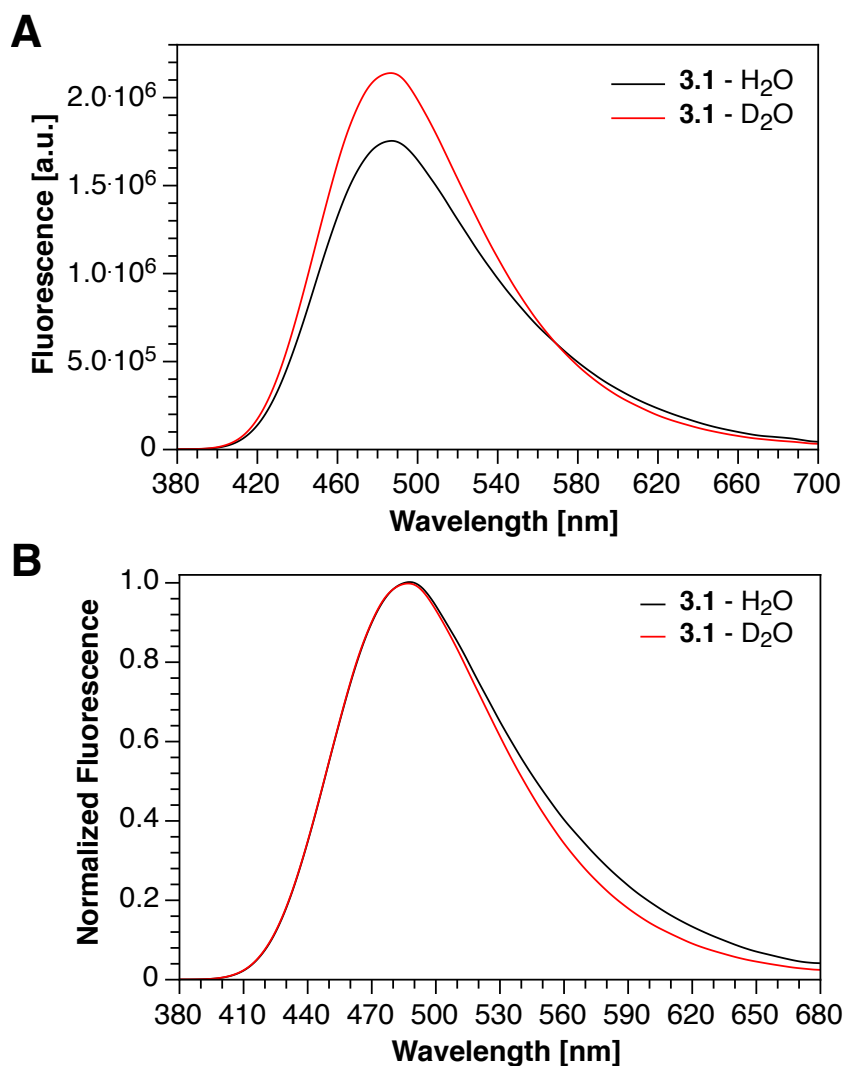 A
Fluorescence [a.u.]
2.0·10⁶
1.5·10⁶
1.0·10⁶
5.0·10⁵
0
3.1 - H₂O
3.1 - D₂O
380 420 460 500 540 580 620 660 700
Wavelength [nm]
B
Normalized Fluorescence
1.0
0.8
0.6
0.4
0.2
0
3.1 - H₂O
3.1 - D₂O
380 410 440 470 500 530 560 590 620 650 680
Wavelength [nm]